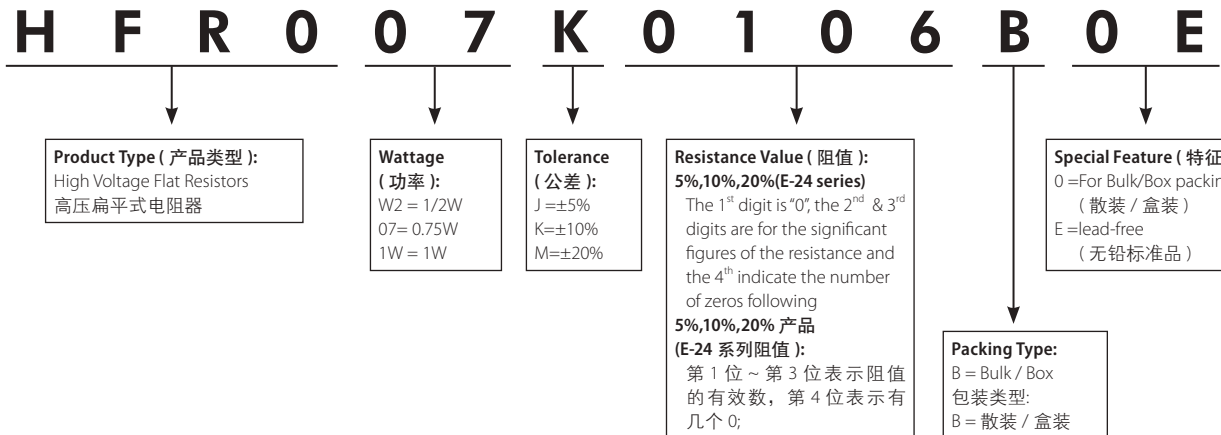 H F R 0 0 7 K 0 1 0 6 B 0 E
Product Type ( 产品类型 ):
High Voltage Flat Resistors
高压扁平式电阻器
Wattage
( 功率 ):
W2 = 1/2W
07= 0.75W
1W = 1W
Tolerance
( 公差 ):
J =±5%
K=±10%
M=±20%
Resistance Value ( 阻值 ):
5%,10%,20%(E-24 series)
The 1st digit is "0", the 2nd & 3rd
digits are for the significant
figures of the resistance and
the 4th indicate the number
of zeros following
5%,10%,20% 产品
(E-24 系列阻值 ):
第 1 位 ~ 第 3 位表示阻值
的有效数，第 4 位表示有
几个 0;
Packing Type:
B = Bulk / Box
包装类型:
B = 散装 / 盒装
Special Feature ( 特征
0 =For Bulk/Box packin
( 散装 / 盒装 )
E =lead-free
( 无铅标准品 )